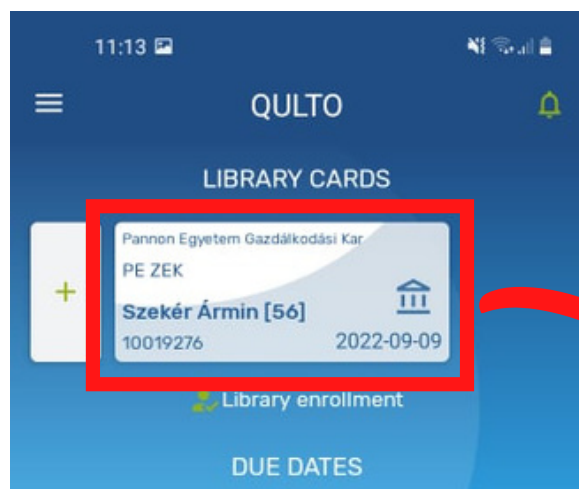 11:13
QULTO
LIBRARY CARDS
Pannon Egyetem Gazdálkodási Kar
PE ZEK
+
Szekér Ármin [56]
10019276 2022-09-09
Library enrollment
DUE DATES